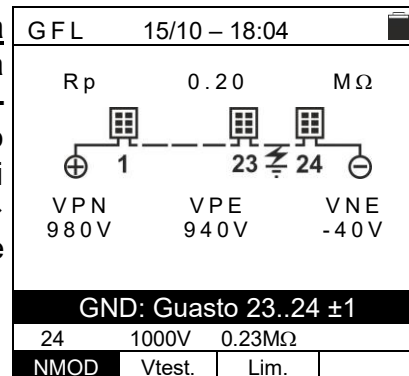 GFL 15/10 – 18:04
Rp 0.20 MΩ
1 23 24
VPN VPE VNE
980V 940V -40V
GND: Guasto 23..24 ±1
24 1000V 0.23MΩ
NMOD Vtest. Lim.